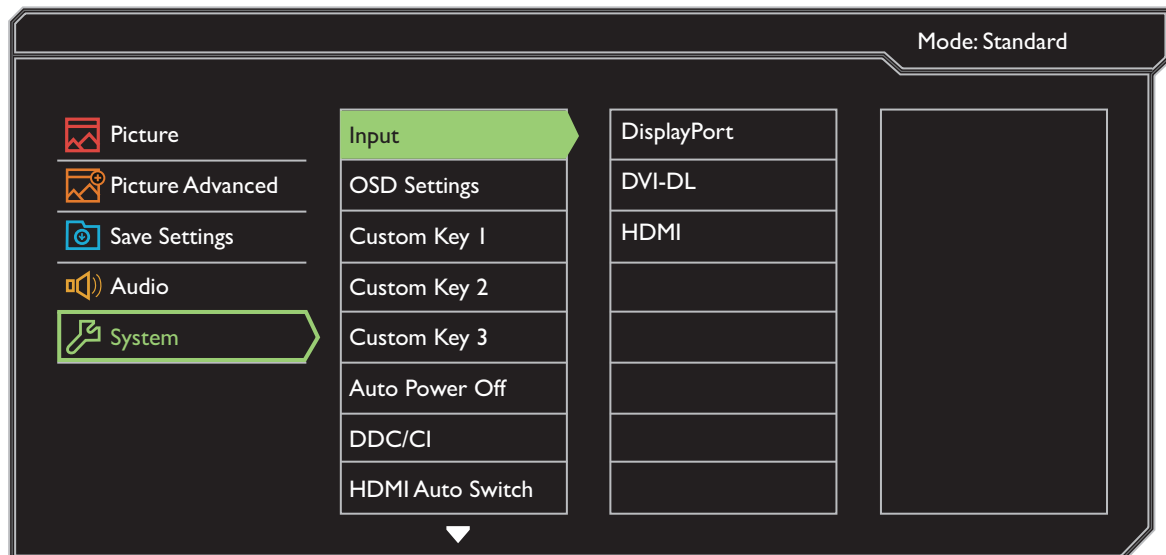 Mode: Standard
Picture
Picture Advanced
Save Settings
Audio
System
Input
OSD Settings
Custom Key 1
Custom Key 2
Custom Key 3
Auto Power Off
DDC/CI
HDMI Auto Switch
DisplayPort
DVI-DL
HDMI